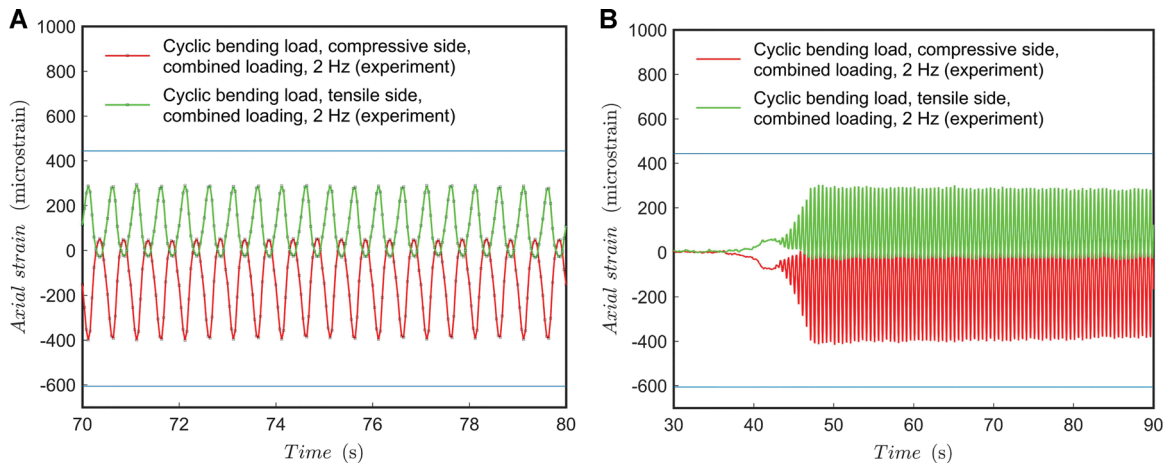 A
1000
800
600
400
200
0
-200
-400
-600
Axial strain (microstrain)
Cyclic bending load, compressive side,
combined loading, 2 Hz (experiment)
Cyclic bending load, tensile side,
combined loading, 2 Hz (experiment)
70 72 74 76 78 80
Time (s)
B
1000
800
600
400
200
0
-200
-400
-600
Axial strain (microstrain)
Cyclic bending load, compressive side,
combined loading, 2 Hz (experiment)
Cyclic bending load, tensile side,
combined loading, 2 Hz (experiment)
30 40 50 60 70 80 90
Time (s)